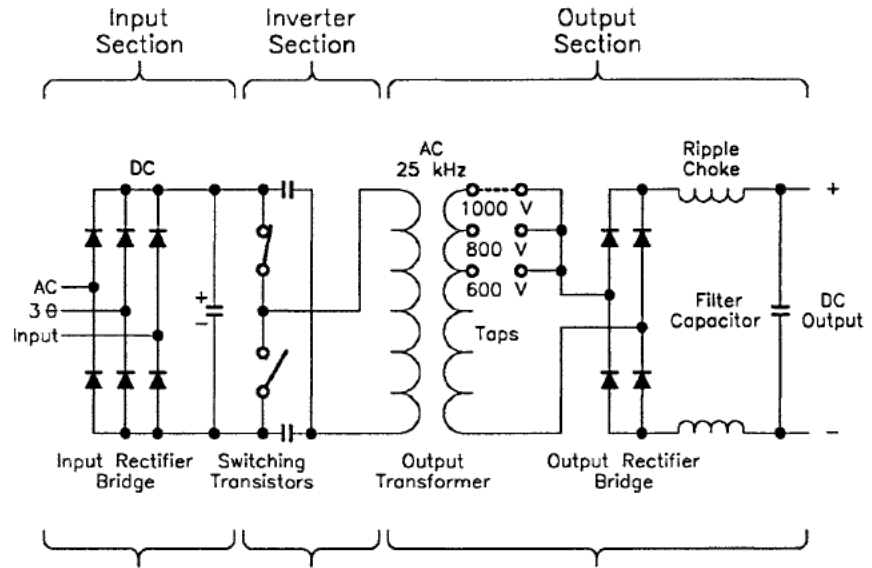 Input
Section
Inverter
Section
Output
Section
DC
AC
25 kHz
Ripple
Choke
1000 V
+
800 V
AC
3 θ
Input
+
−
600 V
Taps
Filter
Capacitor
DC
Output
−
Input Rectifier
Bridge
Switching
Transistors
Output
Transformer
Output Rectifier
Bridge